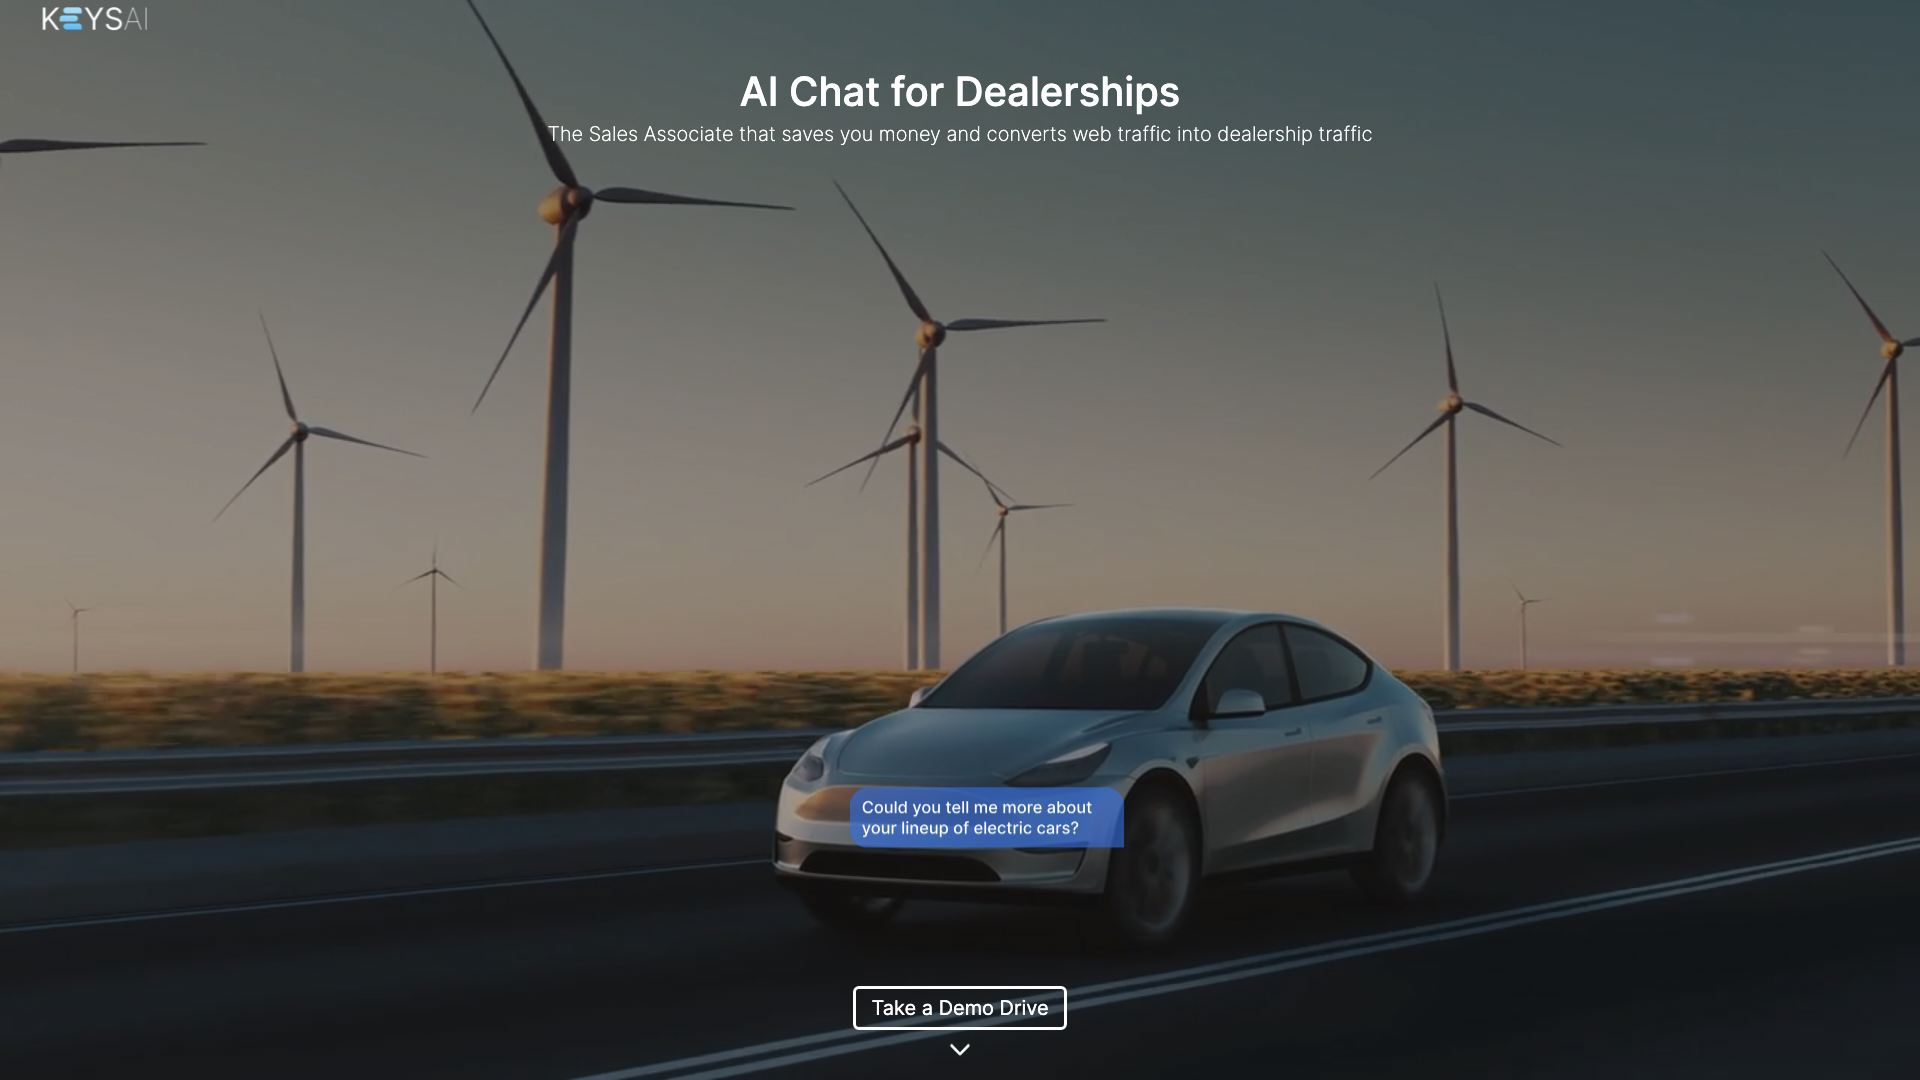 KEYSAI
AI Chat for Dealerships
The Sales Associate that saves you money and converts web traffic into dealership traffic
Could you tell me more about
your lineup of electric cars?
Take a Demo Drive